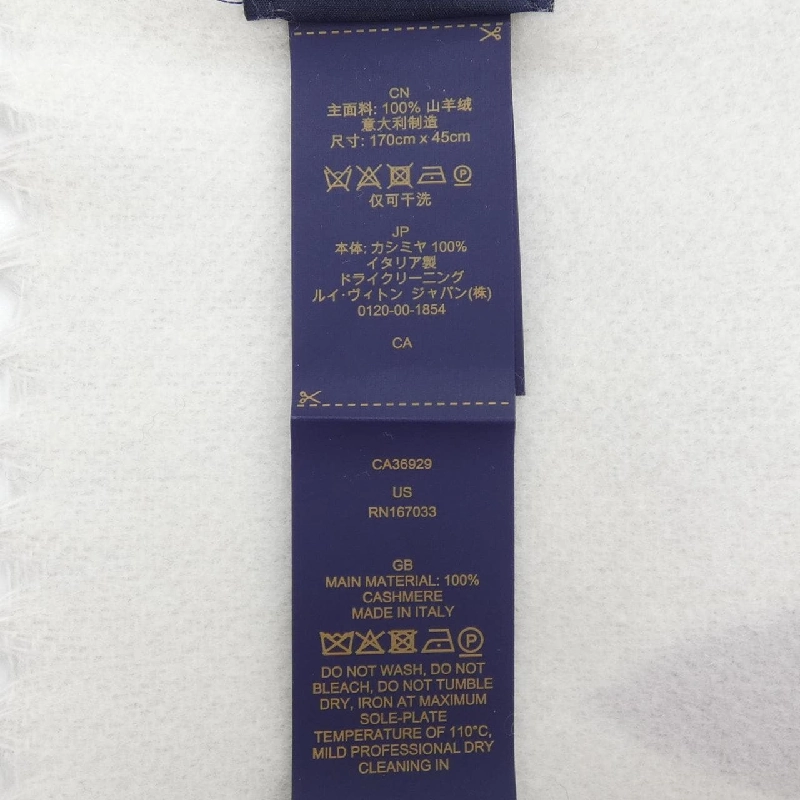 CN
主面料: 100% 山羊绒
意大利制造
尺寸: 170cm x 45cm
仅可干洗
JP
本体: カシミヤ 100%
イタリア製
ドライクリーニング
ルイ·ヴィトン ジャパン(株)
0120-00-1854
CA
CA36929
US
RN167033
GB
MAIN MATERIAL: 100%
CASHMERE
MADE IN ITALY
DO NOT WASH, DO NOT
BLEACH, DO NOT TUMBLE
DRY, IRON AT MAXIMUM
SOLE-PLATE
TEMPERATURE OF 110°C,
MILD PROFESSIONAL DRY
CLEANING IN